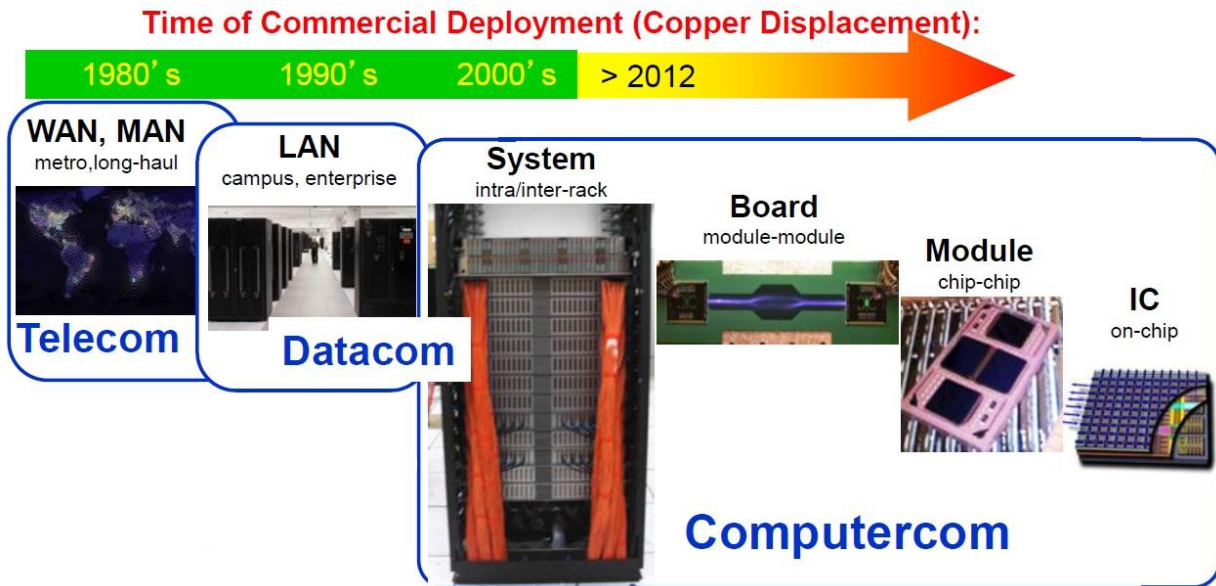 Time of Commercial Deployment (Copper Displacement):
1980's
1990's
2000's
> 2012
WAN, MAN
metro,long-haul
Telecom
LAN
campus, enterprise
Datacom
System
intra/inter-rack
Board
module-module
Module
chip-chip
IC
on-chip
Computercom